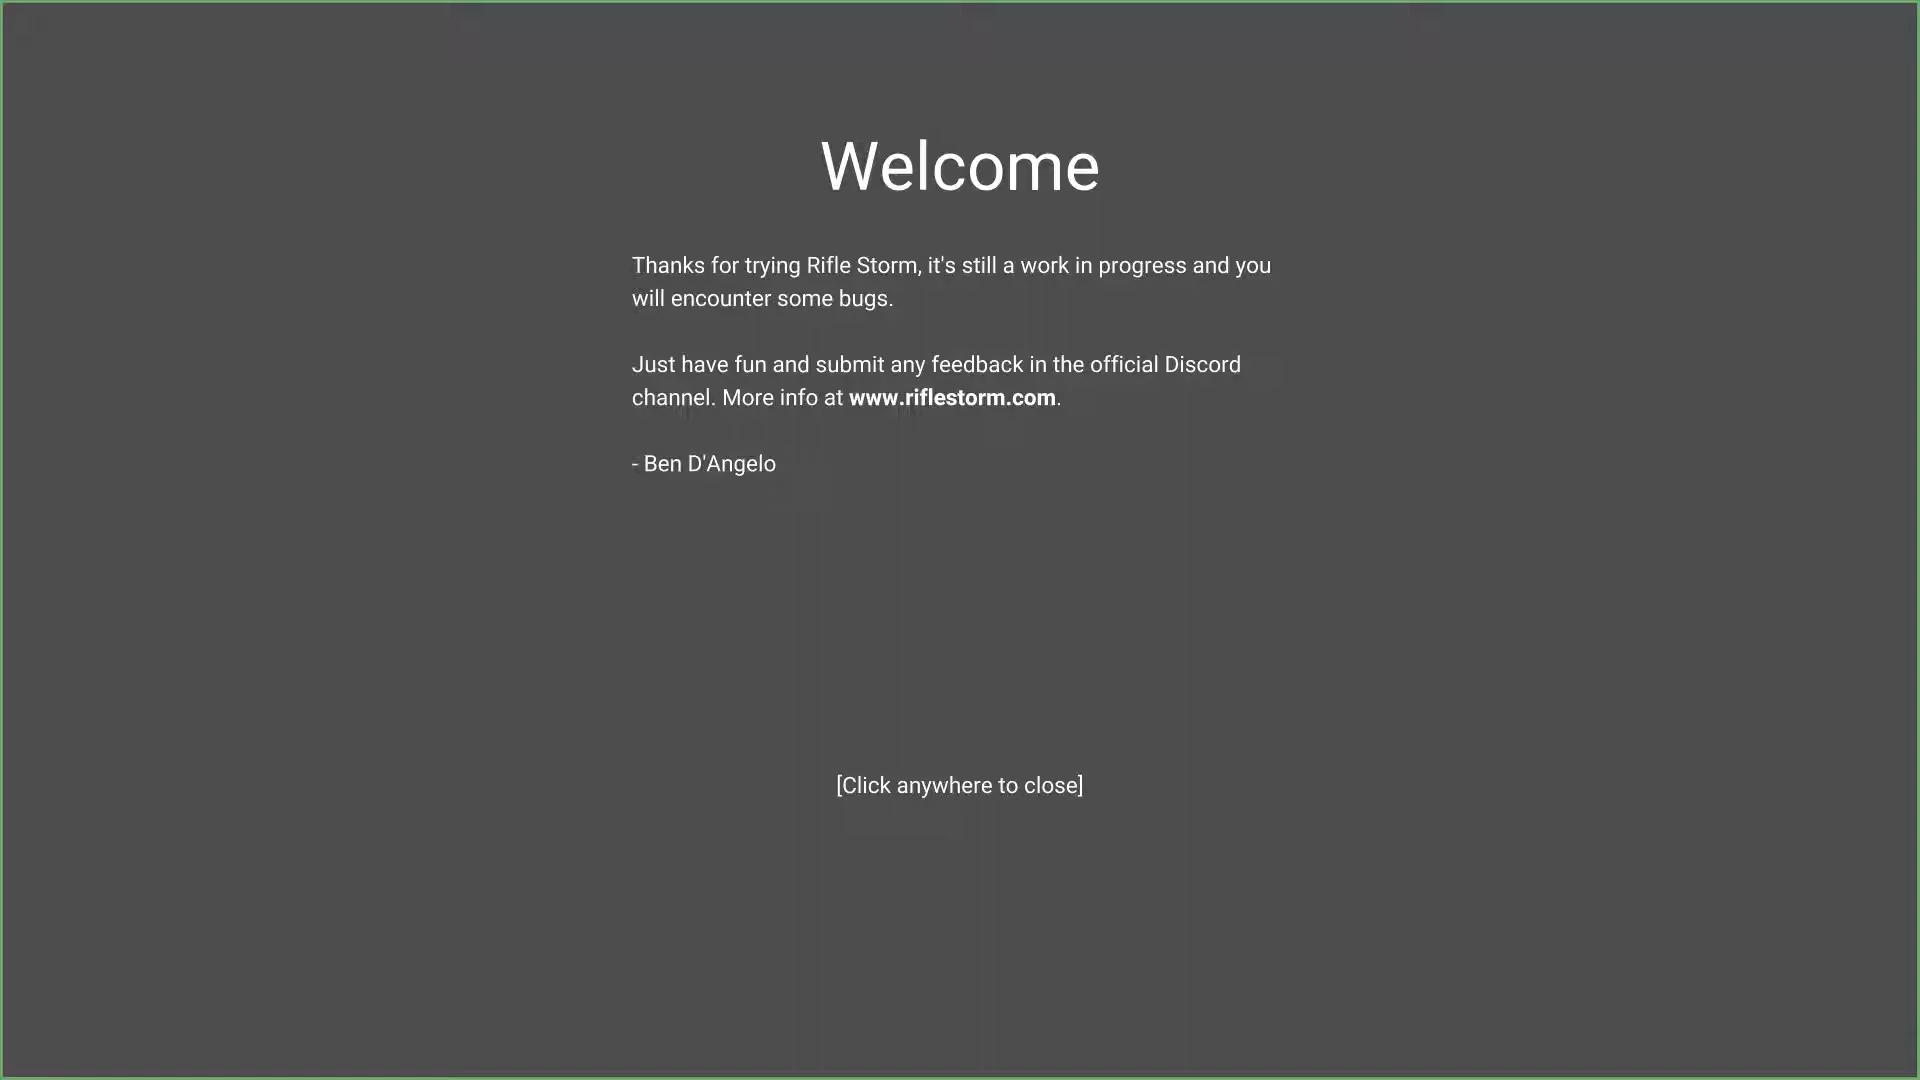 Welcome
Thanks for trying Rifle Storm, it's still a work in progress and you
will encounter some bugs.
Just have fun and submit any feedback in the official Discord
channel. More info at www.riflestorm.com.
- Ben D'Angelo
[Click anywhere to close]